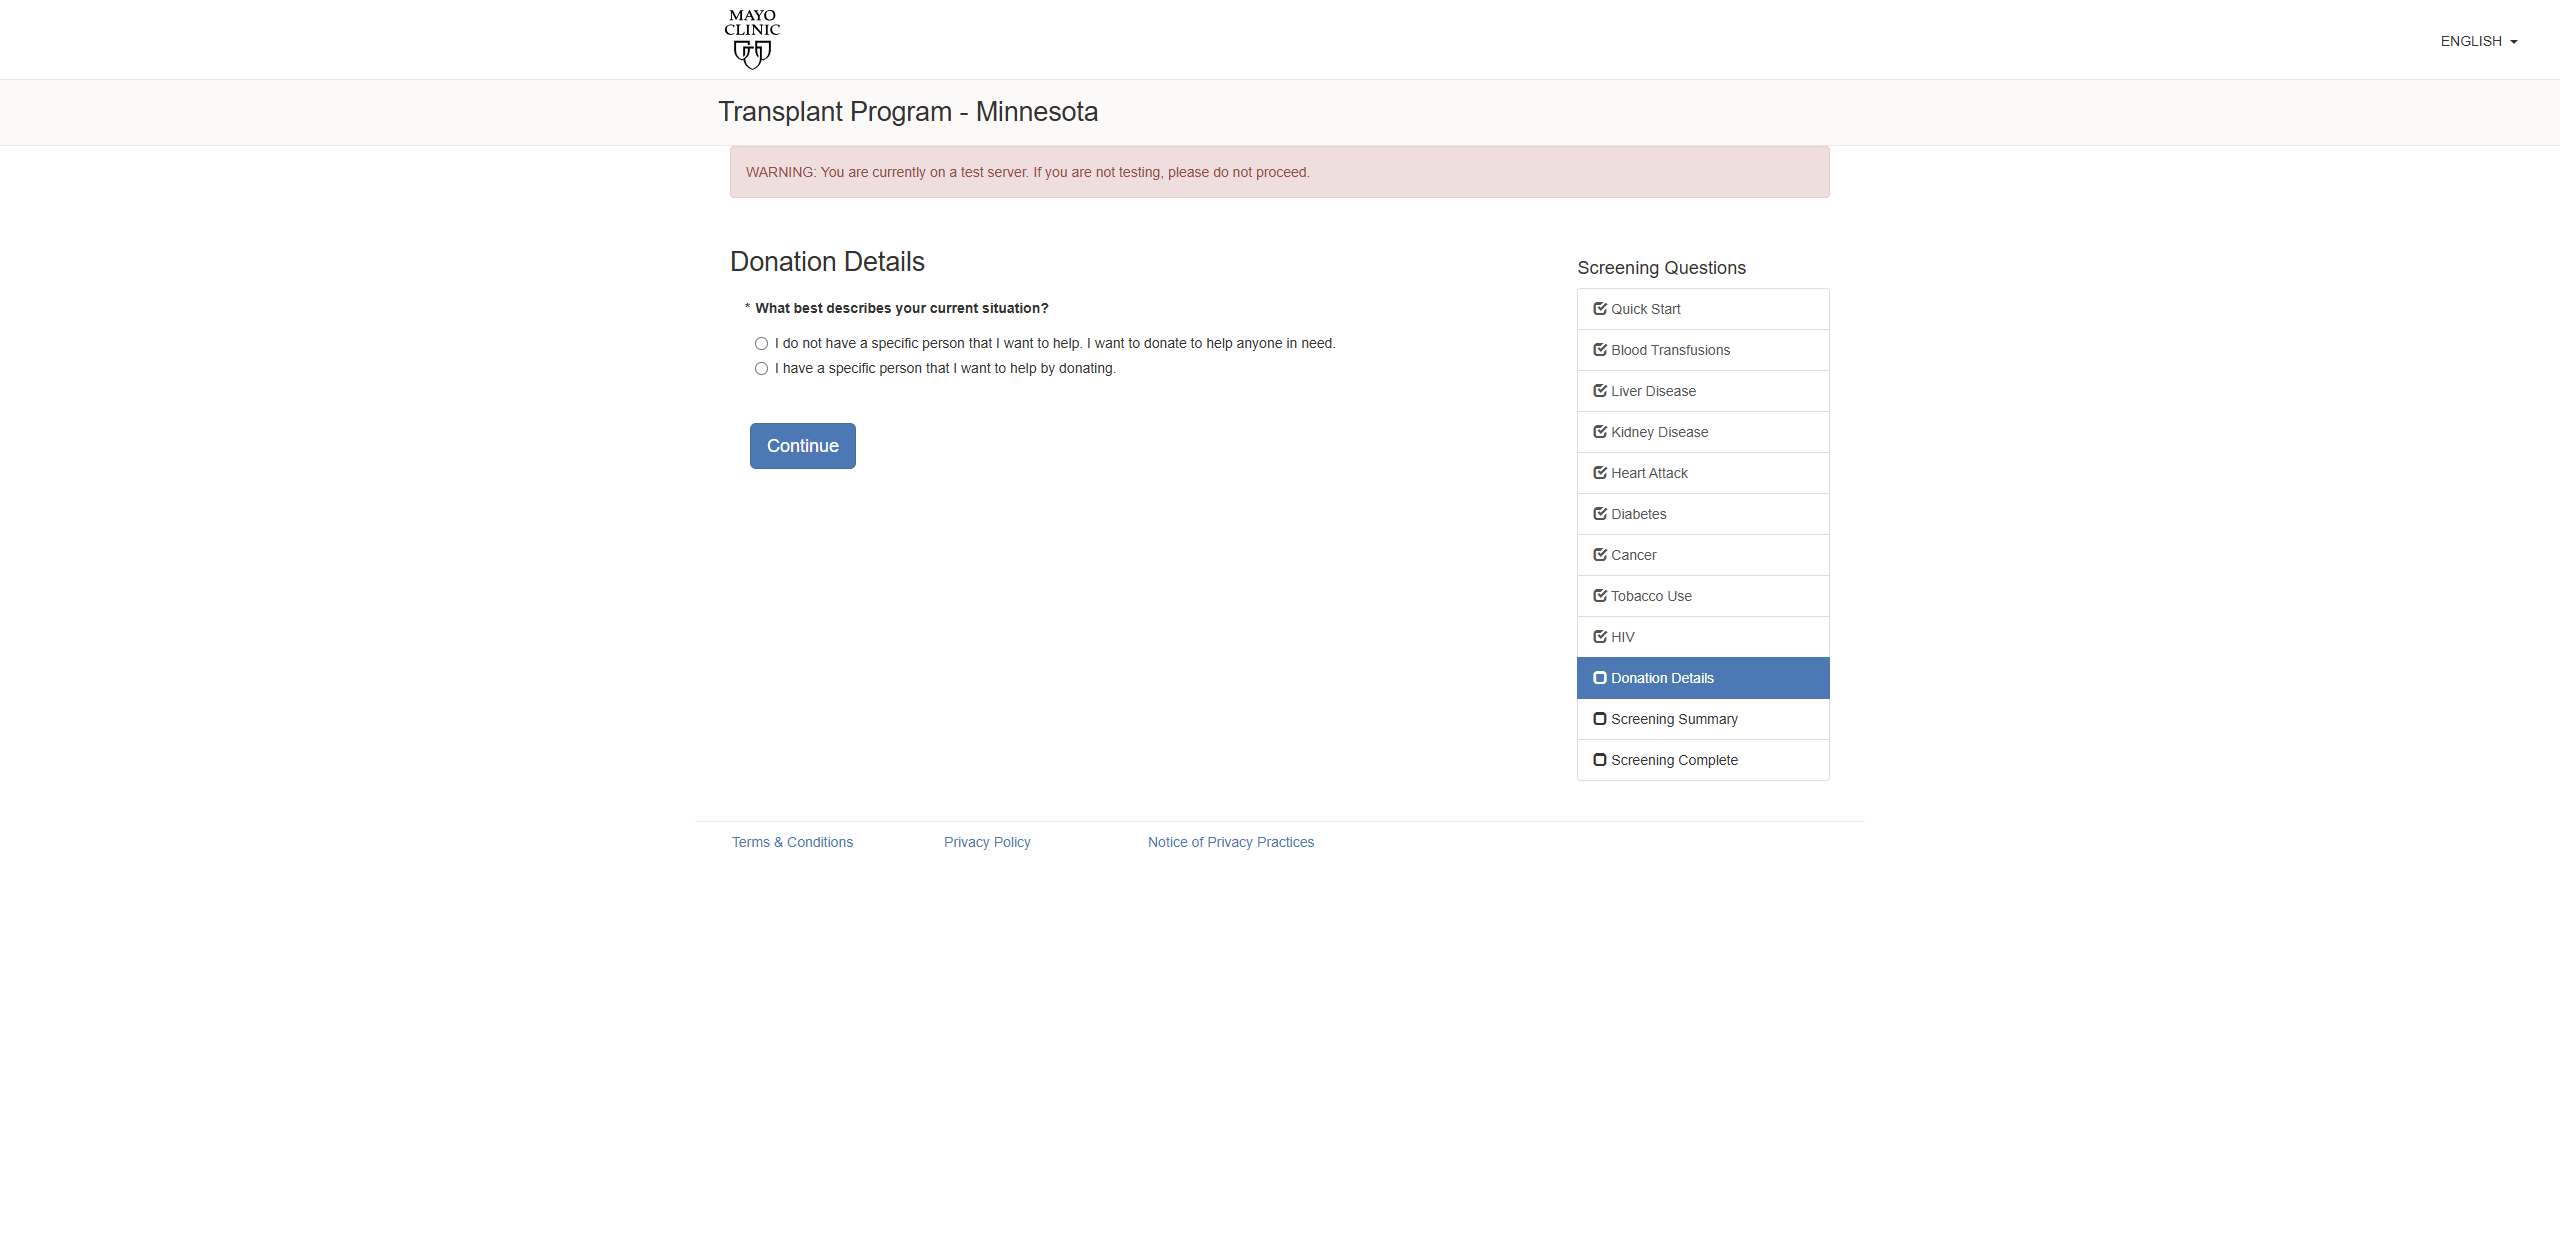 MAYO
CLINIC
ENGLISH
Transplant Program - Minnesota
WARNING: You are currently on a test server. If you are not testing, please do not proceed.
Donation Details
* What best describes your current situation?
I do not have a specific person that I want to help. I want to donate to help anyone in need.
I have a specific person that I want to help by donating.
Continue
Screening Questions
Quick Start
Blood Transfusions
Liver Disease
Kidney Disease
Heart Attack
Diabetes
Cancer
Tobacco Use
HIV
Donation Details
Screening Summary
Screening Complete
Terms & Conditions
Privacy Policy
Notice of Privacy Practices